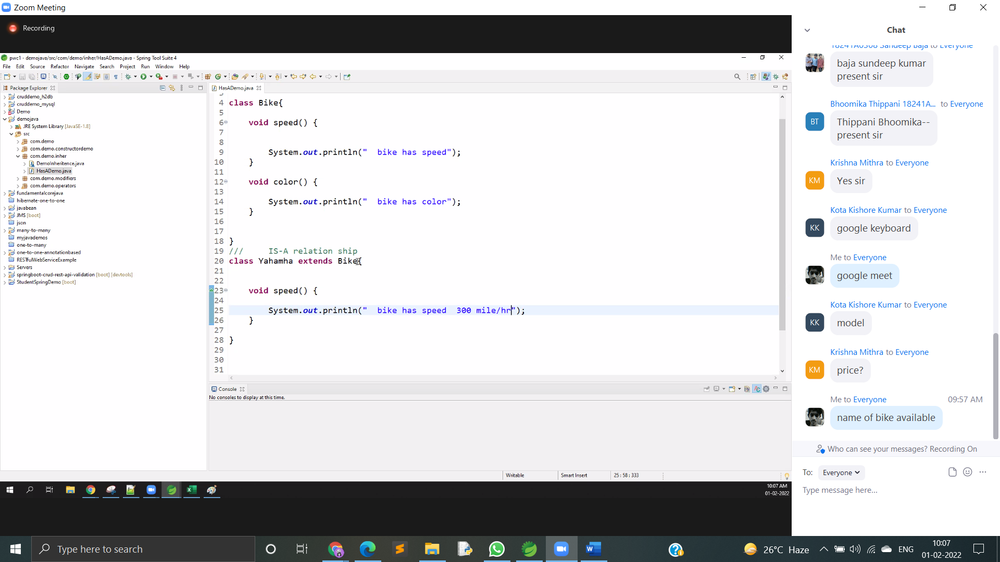 Zoom Meeting
Recording
pwc1 - demojava/src/com/demo/inher/HasADemo.java - Spring Tool Suite 4
File Edit Source Refactor Navigate Search Project Run Window Help
Package Explorer
cruddemo_h2db
cruddemo_mysql
Demo
demojava
JRE System Library [JavaSE-1.8]
src
com.demo
com.demo.constructordemo
com.demo.inher
DemoInheritence.java
HasADemo.java
com.demo.modifiers
com.demo.operators
fundamentalcorejava
hibernate-one-to-one
javabean
JMS [boot]
json
many-to-many
myjavademos
one-to-many
one-to-one-annotationbased
RESTfulWebServiceExample
Servers
springboot-crud-rest-api-validation [boot] [devtools]
StudentSpringDemo [boot]
HasADemo.java
4 class Bike{
5
6 void speed() {
7
8
9 System.out.println("  bike has speed");
10 }
11
12 void color() {
13
14 System.out.println("  bike has color");
15 }
16
17
18 }
19 /// IS-A relation ship
20 class Yahamha extends Bike{
21
22
23 void speed() {
24
25 System.out.println("  bike has speed  300 mile/hr");
26 }
27
28 }
29
30
31
Console
No consoles to display at this time.
Writable Smart Insert 25 : 58 : 333
10:07 AM
01-02-2022
Chat
18241A0508 Sandeep Baja to Everyone
baja sundeep kumar
present sir
Bhoomika Thippani 18241A... to Everyone
BT
Thippani Bhoomika--
present sir
Krishna Mithra to Everyone
KM
Yes sir
Kota Kishore Kumar to Everyone
KK
google keyboard
Me to Everyone
google meet
Kota Kishore Kumar to Everyone
KK
model
Krishna Mithra to Everyone
KM
price?
Me to Everyone 09:57 AM
name of bike available
Who can see your messages? Recording On
To: Everyone
Type message here...
Type here to search
26°C Haze
ENG
10:07
01-02-2022